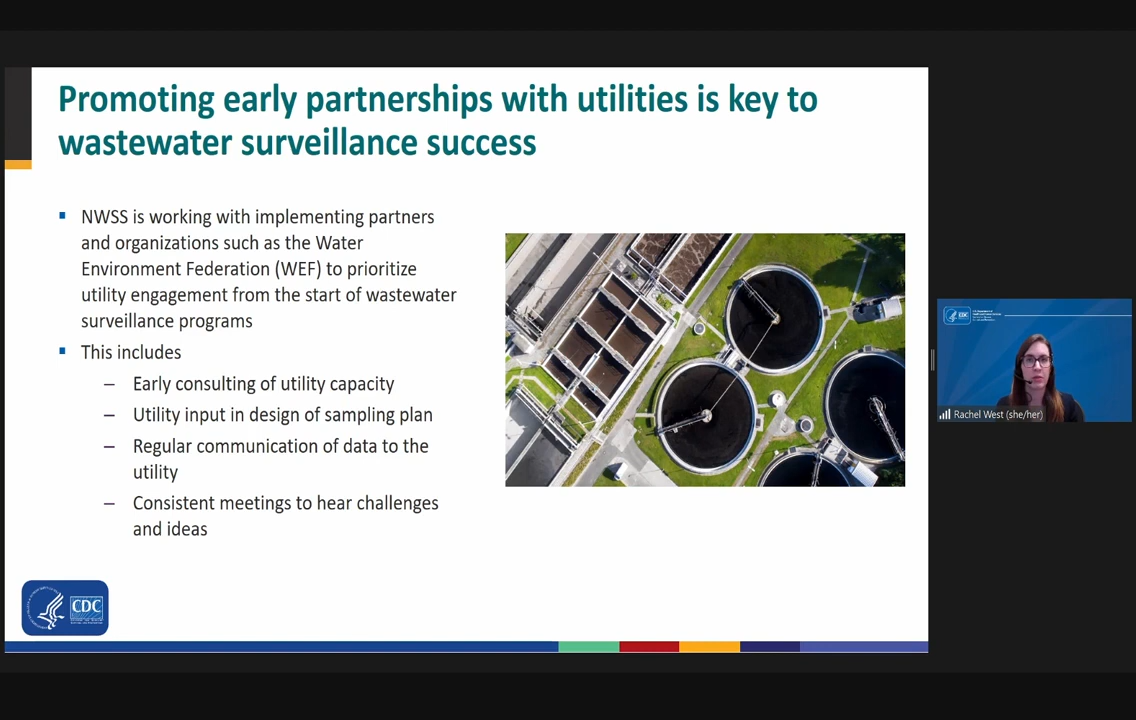 Promoting early partnerships with utilities is key to
wastewater surveillance success
▪ NWSS is working with implementing partners
and organizations such as the Water
Environment Federation (WEF) to prioritize
utility engagement from the start of wastewater
surveillance programs
▪ This includes
– Early consulting of utility capacity
– Utility input in design of sampling plan
– Regular communication of data to the
utility
– Consistent meetings to hear challenges
and ideas
CDC
CDC
Rachel West (she/her)